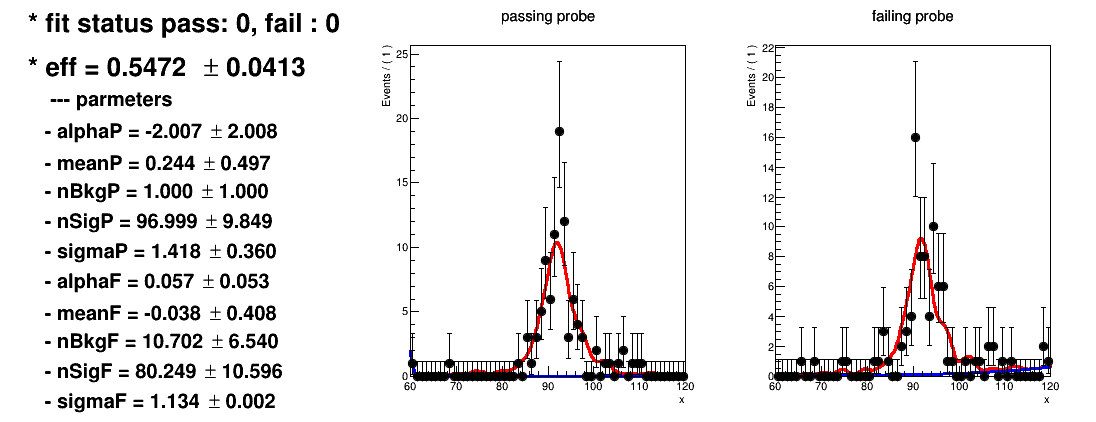 * fit status pass: 0, fail : 0
* eff = 0.5472 ± 0.0413
--- parmeters
- alphaP = -2.007 ± 2.008
- meanP = 0.244 ± 0.497
- nBkgP = 1.000 ± 1.000
- nSigP = 96.999 ± 9.849
- sigmaP = 1.418 ± 0.360
- alphaF = 0.057 ± 0.053
- meanF = -0.038 ± 0.408
- nBkgF = 10.702 ± 6.540
- nSigF = 80.249 ± 10.596
- sigmaF = 1.134 ± 0.002
passing probe
Events / ( 1 )
25
20
15
10
5
0
60 70 80 90 100 110 120
x
failing probe
Events / ( 1 )
22
20
18
16
14
12
10
8
6
4
2
0
60 70 80 90 100 110 120
x